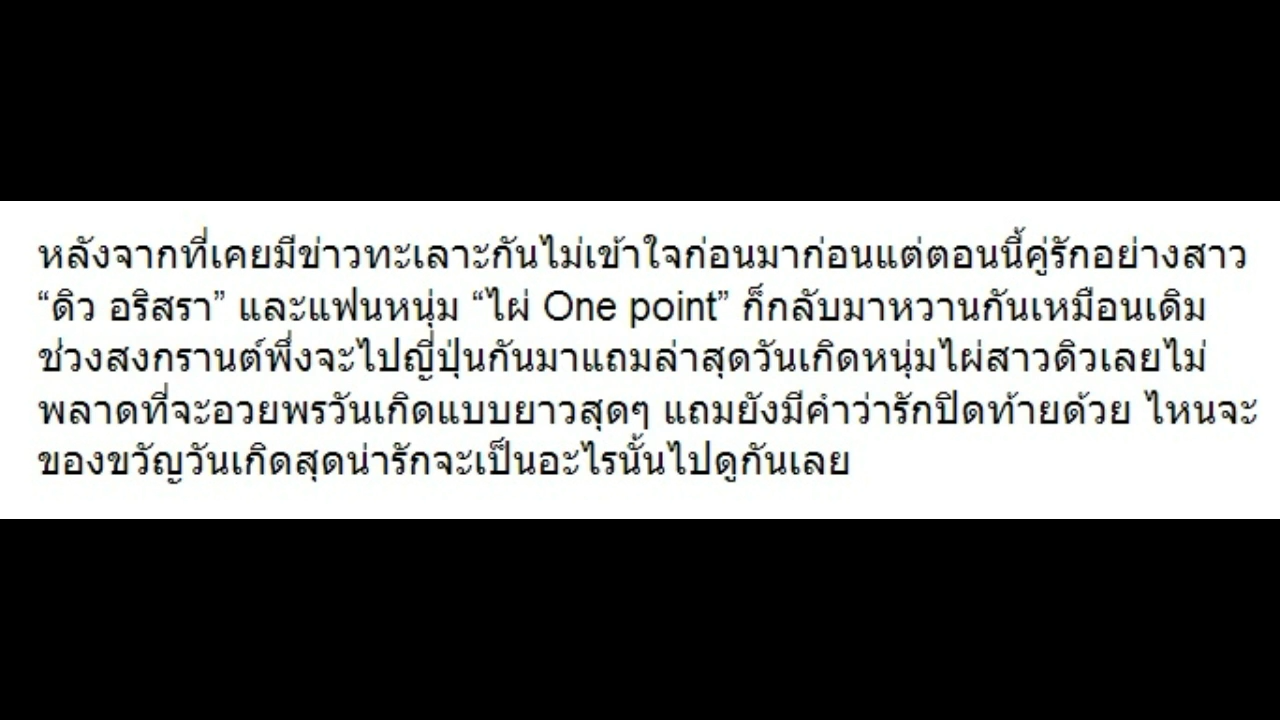 หลังจากที่เคยมีข่าวทะเลาะกันไม่เข้าใจก่อนมาก่อนแต่ตอนนี้คู่รักอย่างสาว
“ดิว อริสรา” และแฟนหนุ่ม “ไผ่ One point” ก็กลับมาหวานกันเหมือนเดิม
ช่วงสงกรานต์พึ่งจะไปญี่ปุ่นกันมาแถมล่าสุดวันเกิดหนุ่มไผ่สาวดิวเลยไม่
พลาดที่จะอวยพรวันเกิดแบบยาวสุดๆ แถมยังมีคำว่ารักปิดท้ายด้วย ไหนจะ
ของขวัญวันเกิดสุดน่ารักจะเป็นอะไรนั้นไปดูกันเลย